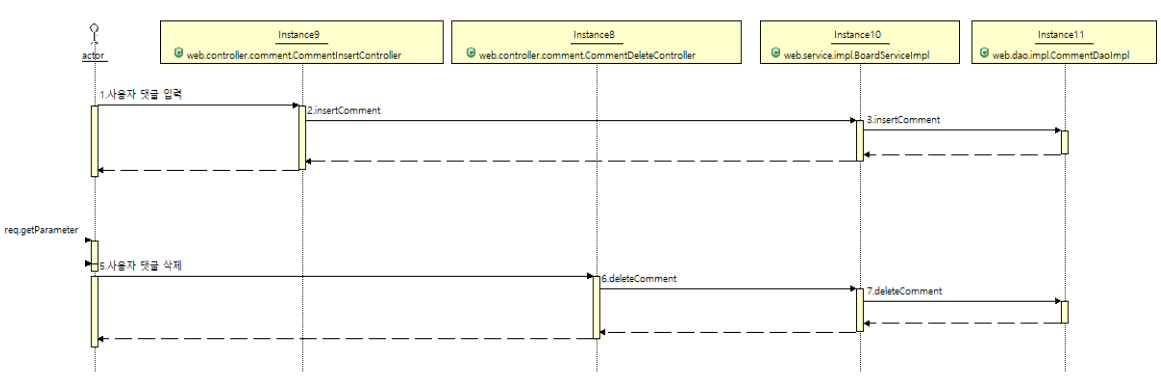 actor
Instance9
web.controller.comment.CommentInsertController
Instance8
web.controller.comment.CommentDeleteController
Instance10
web.service.impl.BoardServiceImpl
Instance11
web.dao.impl.CommentDaoImpl
1.사용자 댓글 입력
2.insertComment
3.insertComment
req.getParameter
5.사용자 댓글 삭제
6.deleteComment
7.deleteComment